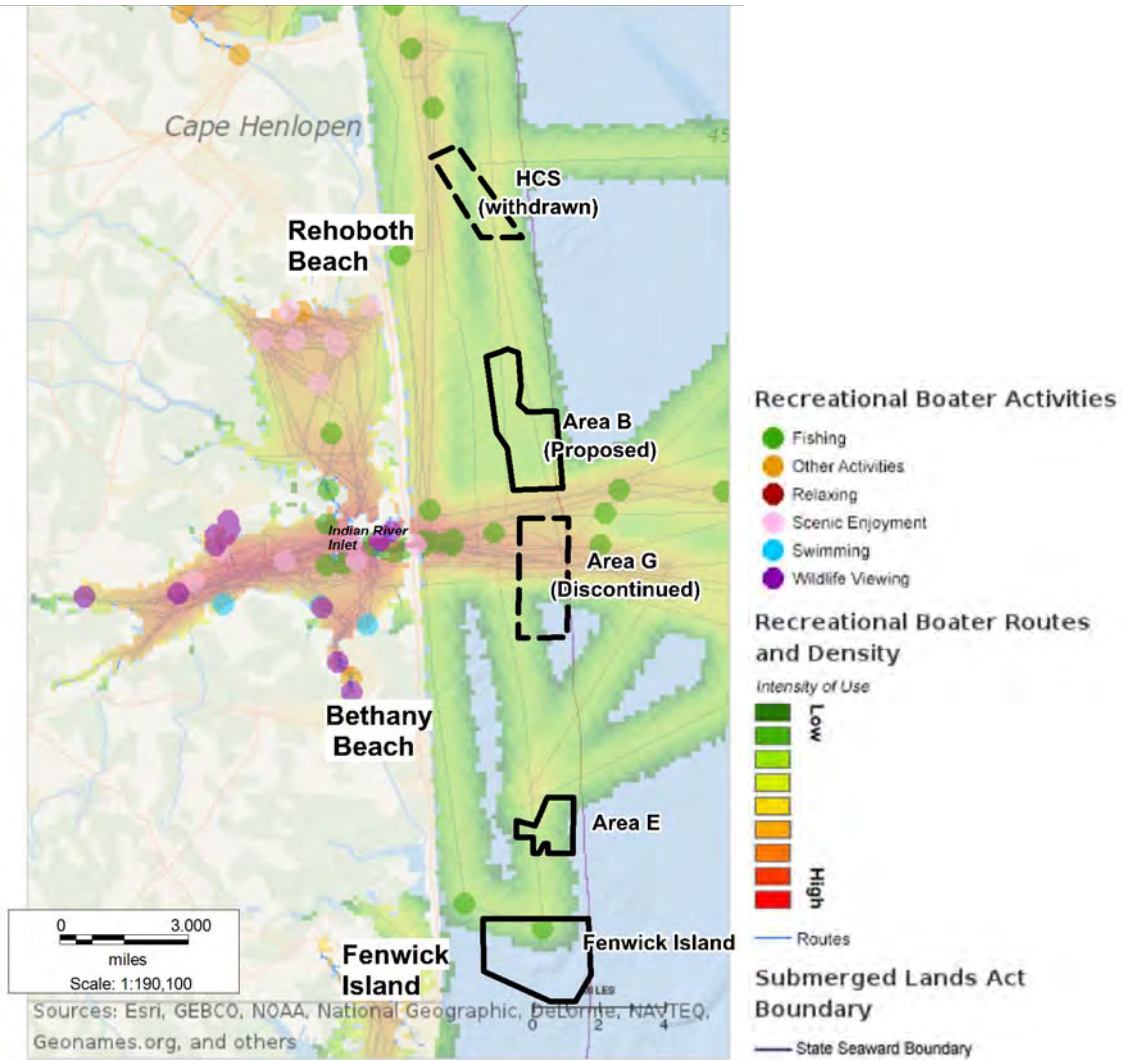 Cape Henlopen
45
HCS
(withdrawn)
Rehoboth
Beach
Area B
(Proposed)
Indian River
Inlet
Area G
(Discontinued)
Bethany
Beach
Area E
Fenwick Island
Fenwick
Island
0 3.000
miles
Scale: 1:190,100
0 2 4
Sources: Esri, GEBCO, NOAA, National Geographic, DeLorme, NAVTEQ,
Geonames.org, and others
Recreational Boater Activities
Fishing
Other Activities
Relaxing
Scenic Enjoyment
Swimming
Wildlife Viewing
Recreational Boater Routes
and Density
Intensity of Use
Low
High
Routes
Submerged Lands Act
Boundary
State Seaward Boundary